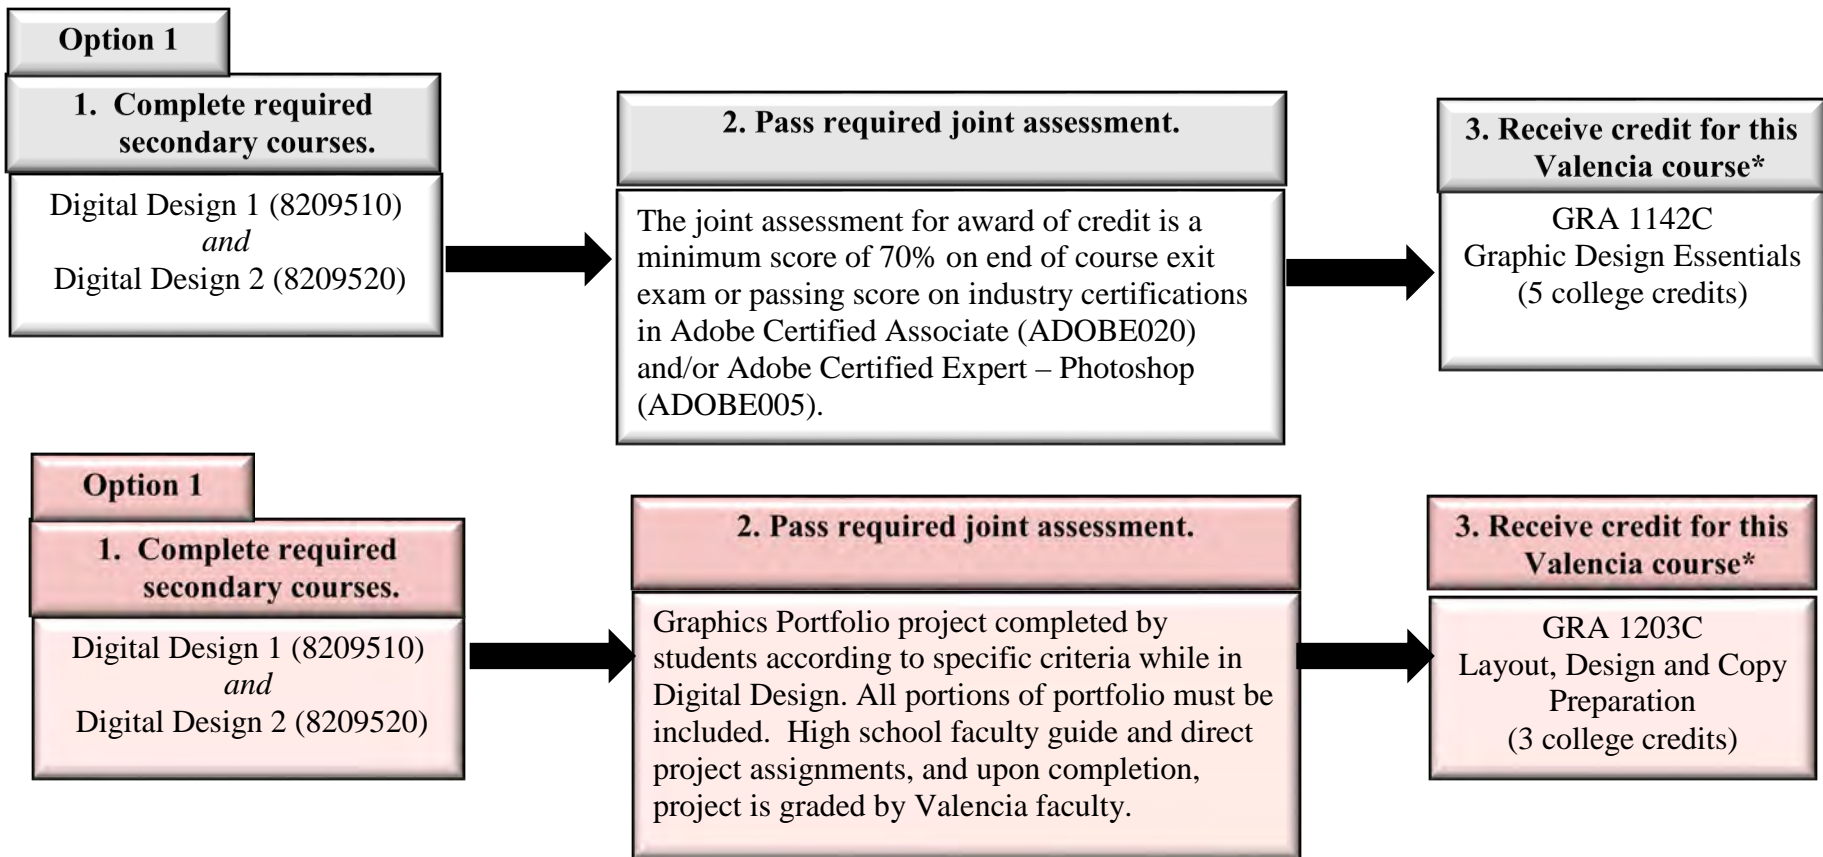 Option 1
1. Complete required
secondary courses.
Digital Design 1 (8209510)
and
Digital Design 2 (8209520)
2. Pass required joint assessment.
The joint assessment for award of credit is a
minimum score of 70% on end of course exit
exam or passing score on industry certifications
in Adobe Certified Associate (ADOBE020)
and/or Adobe Certified Expert – Photoshop
(ADOBE005).
3. Receive credit for this
Valencia course*
GRA 1142C
Graphic Design Essentials
(5 college credits)
Option 1
1. Complete required
secondary courses.
Digital Design 1 (8209510)
and
Digital Design 2 (8209520)
2. Pass required joint assessment.
Graphics Portfolio project completed by
students according to specific criteria while in
Digital Design. All portions of portfolio must be
included. High school faculty guide and direct
project assignments, and upon completion,
project is graded by Valencia faculty.
3. Receive credit for this
Valencia course*
GRA 1203C
Layout, Design and Copy
Preparation
(3 college credits)